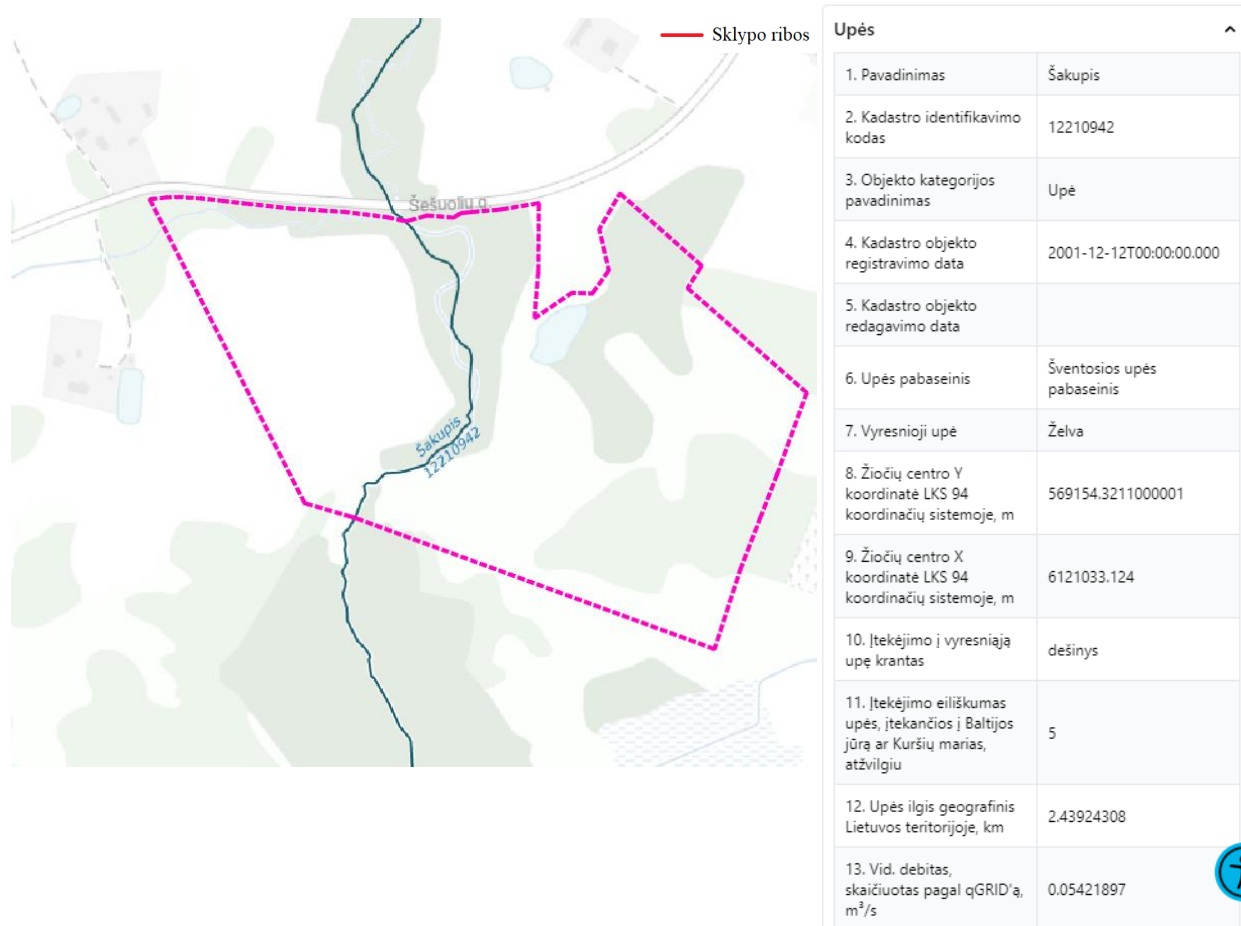 Sklypo ribos
Šešuolių g.
Šakupis
12210942
Upės
1. Pavadinimas
Šakupis
2. Kadastro identifikavimo
kodas
12210942
3. Objekto kategorijos
pavadinimas
Upė
4. Kadastro objekto
registravimo data
2001-12-12T00:00:00.000
5. Kadastro objekto
redagavimo data
6. Upės pabaseinis
Šventosios upės
pabaseinis
7. Vyresnioji upė
Želva
8. Žiočių centro Y
koordinatė LKS 94
koordinačių sistemoje, m
569154.3211000001
9. Žiočių centro X
koordinatė LKS 94
koordinačių sistemoje, m
6121033.124
10. Įtekėjimo į vyresniąją
upę krantas
dešinys
11. Įtekėjimo eiliškumas
upės, įtekančios į Baltijos
jūrą ar Kuršių marias,
atžvilgiu
5
12. Upės ilgis geografinis
Lietuvos teritorijoje, km
2.43924308
13. Vid. debitas,
skaičiuotas pagal qGRID'ą,
m³/s
0.05421897